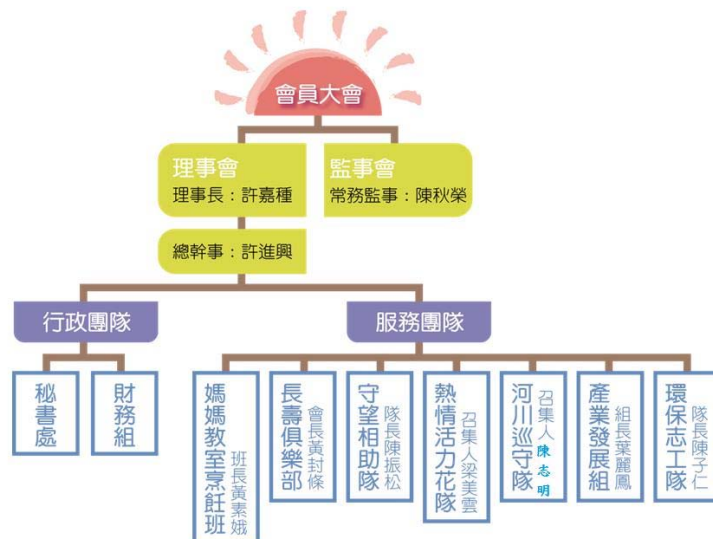 會員大會
理事會
理事長：許嘉種
監事會
常務監事：陳秋榮
總幹事：許進興
行政團隊
服務團隊
秘書處
財務組
媽媽教室烹飪班
班長黃素娥
長壽俱樂部
會長黃封條
守望相助隊
隊長陳振松
熱情活力花隊
召集人梁美雲
河川巡守隊
召集人陳志明
產業發展組
組長葉麗鳳
環保志工隊
隊長陳子仁